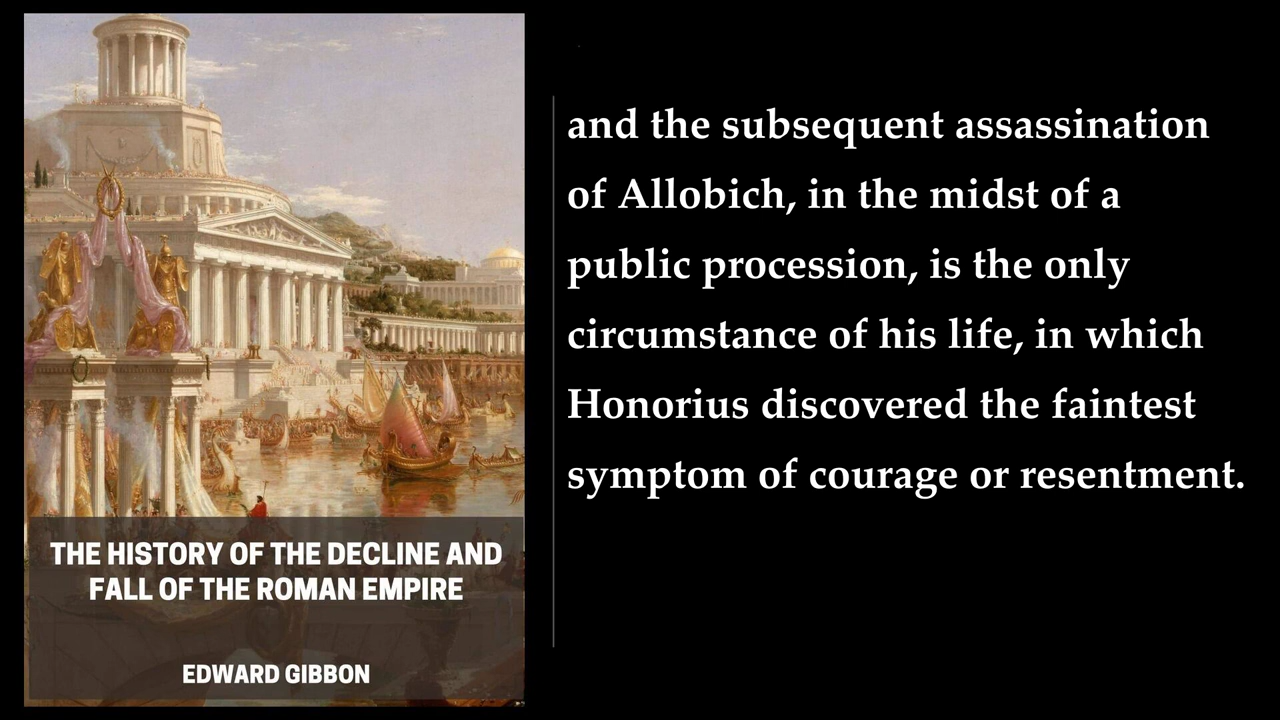 and the subsequent assassination
of Allobich, in the midst of a
public procession, is the only
circumstance of his life, in which
Honorius discovered the faintest
symptom of courage or resentment.
THE HISTORY OF THE DECLINE AND
FALL OF THE ROMAN EMPIRE
EDWARD GIBBON